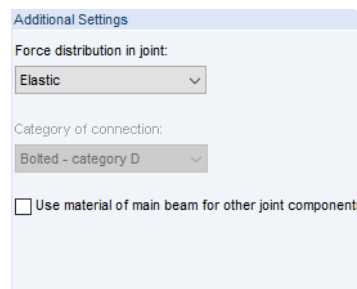 Additional Settings
Force distribution in joint:
Elastic
Category of connection:
Bolted - category D
Use material of main beam for other joint component